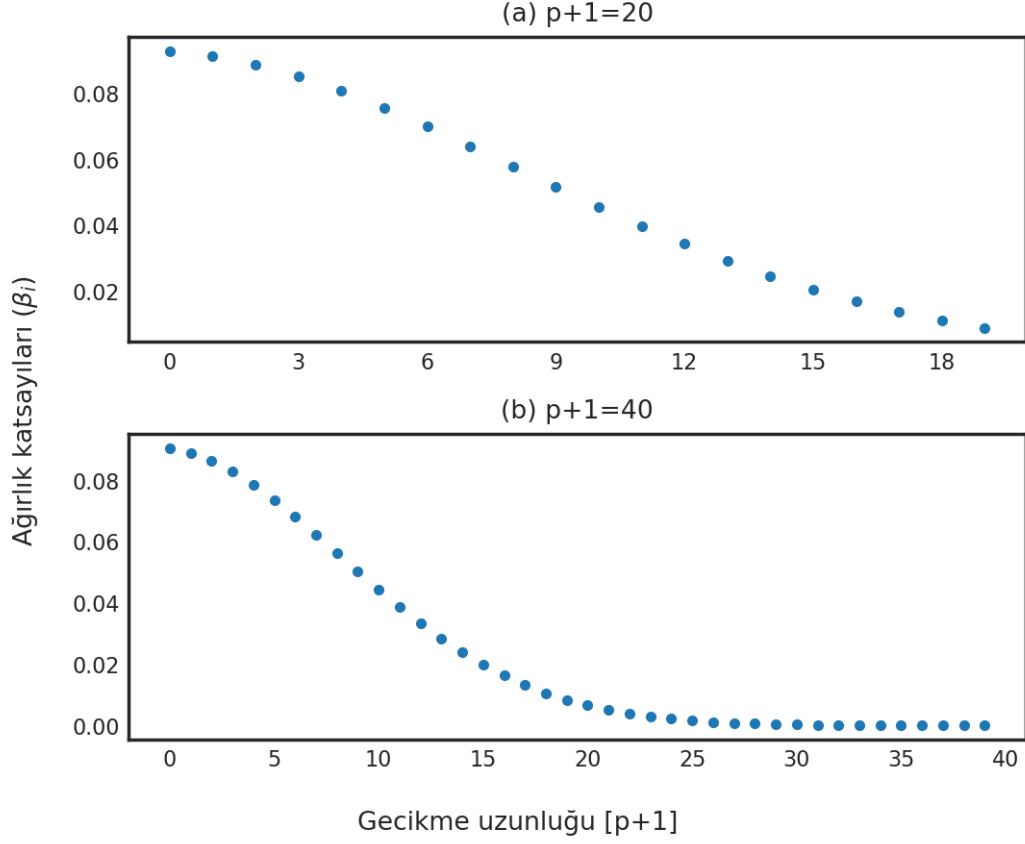 (a) p+1=20
0.08
0.06
0.04
0.02
0 3 6 9 12 15 18
Ağırlık katsayıları (βᵢ)
(b) p+1=40
0.08
0.06
0.04
0.02
0.00
0 5 10 15 20 25 30 35 40
Gecikme uzunluğu [p+1]